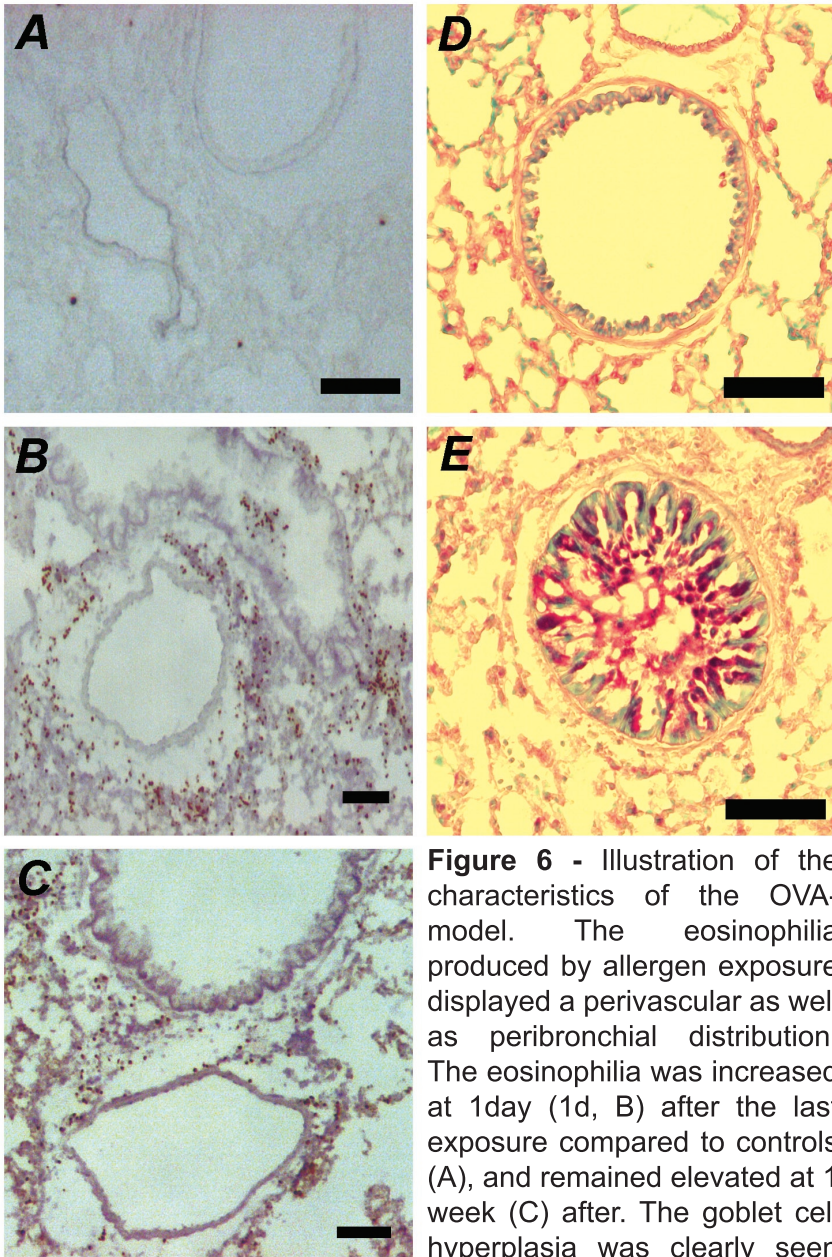 A
D
B
E
C
Figure 6 - Illustration of the
characteristics of the OVA-
model. The eosinophilia
produced by allergen exposure
displayed a perivascular as well
as peribronchial distribution
The eosinophilia was increased
at 1day (1d, B) after the last
exposure compared to controls
(A), and remained elevated at 1
week (C) after. The goblet cell
hyperplasia was clearly seen